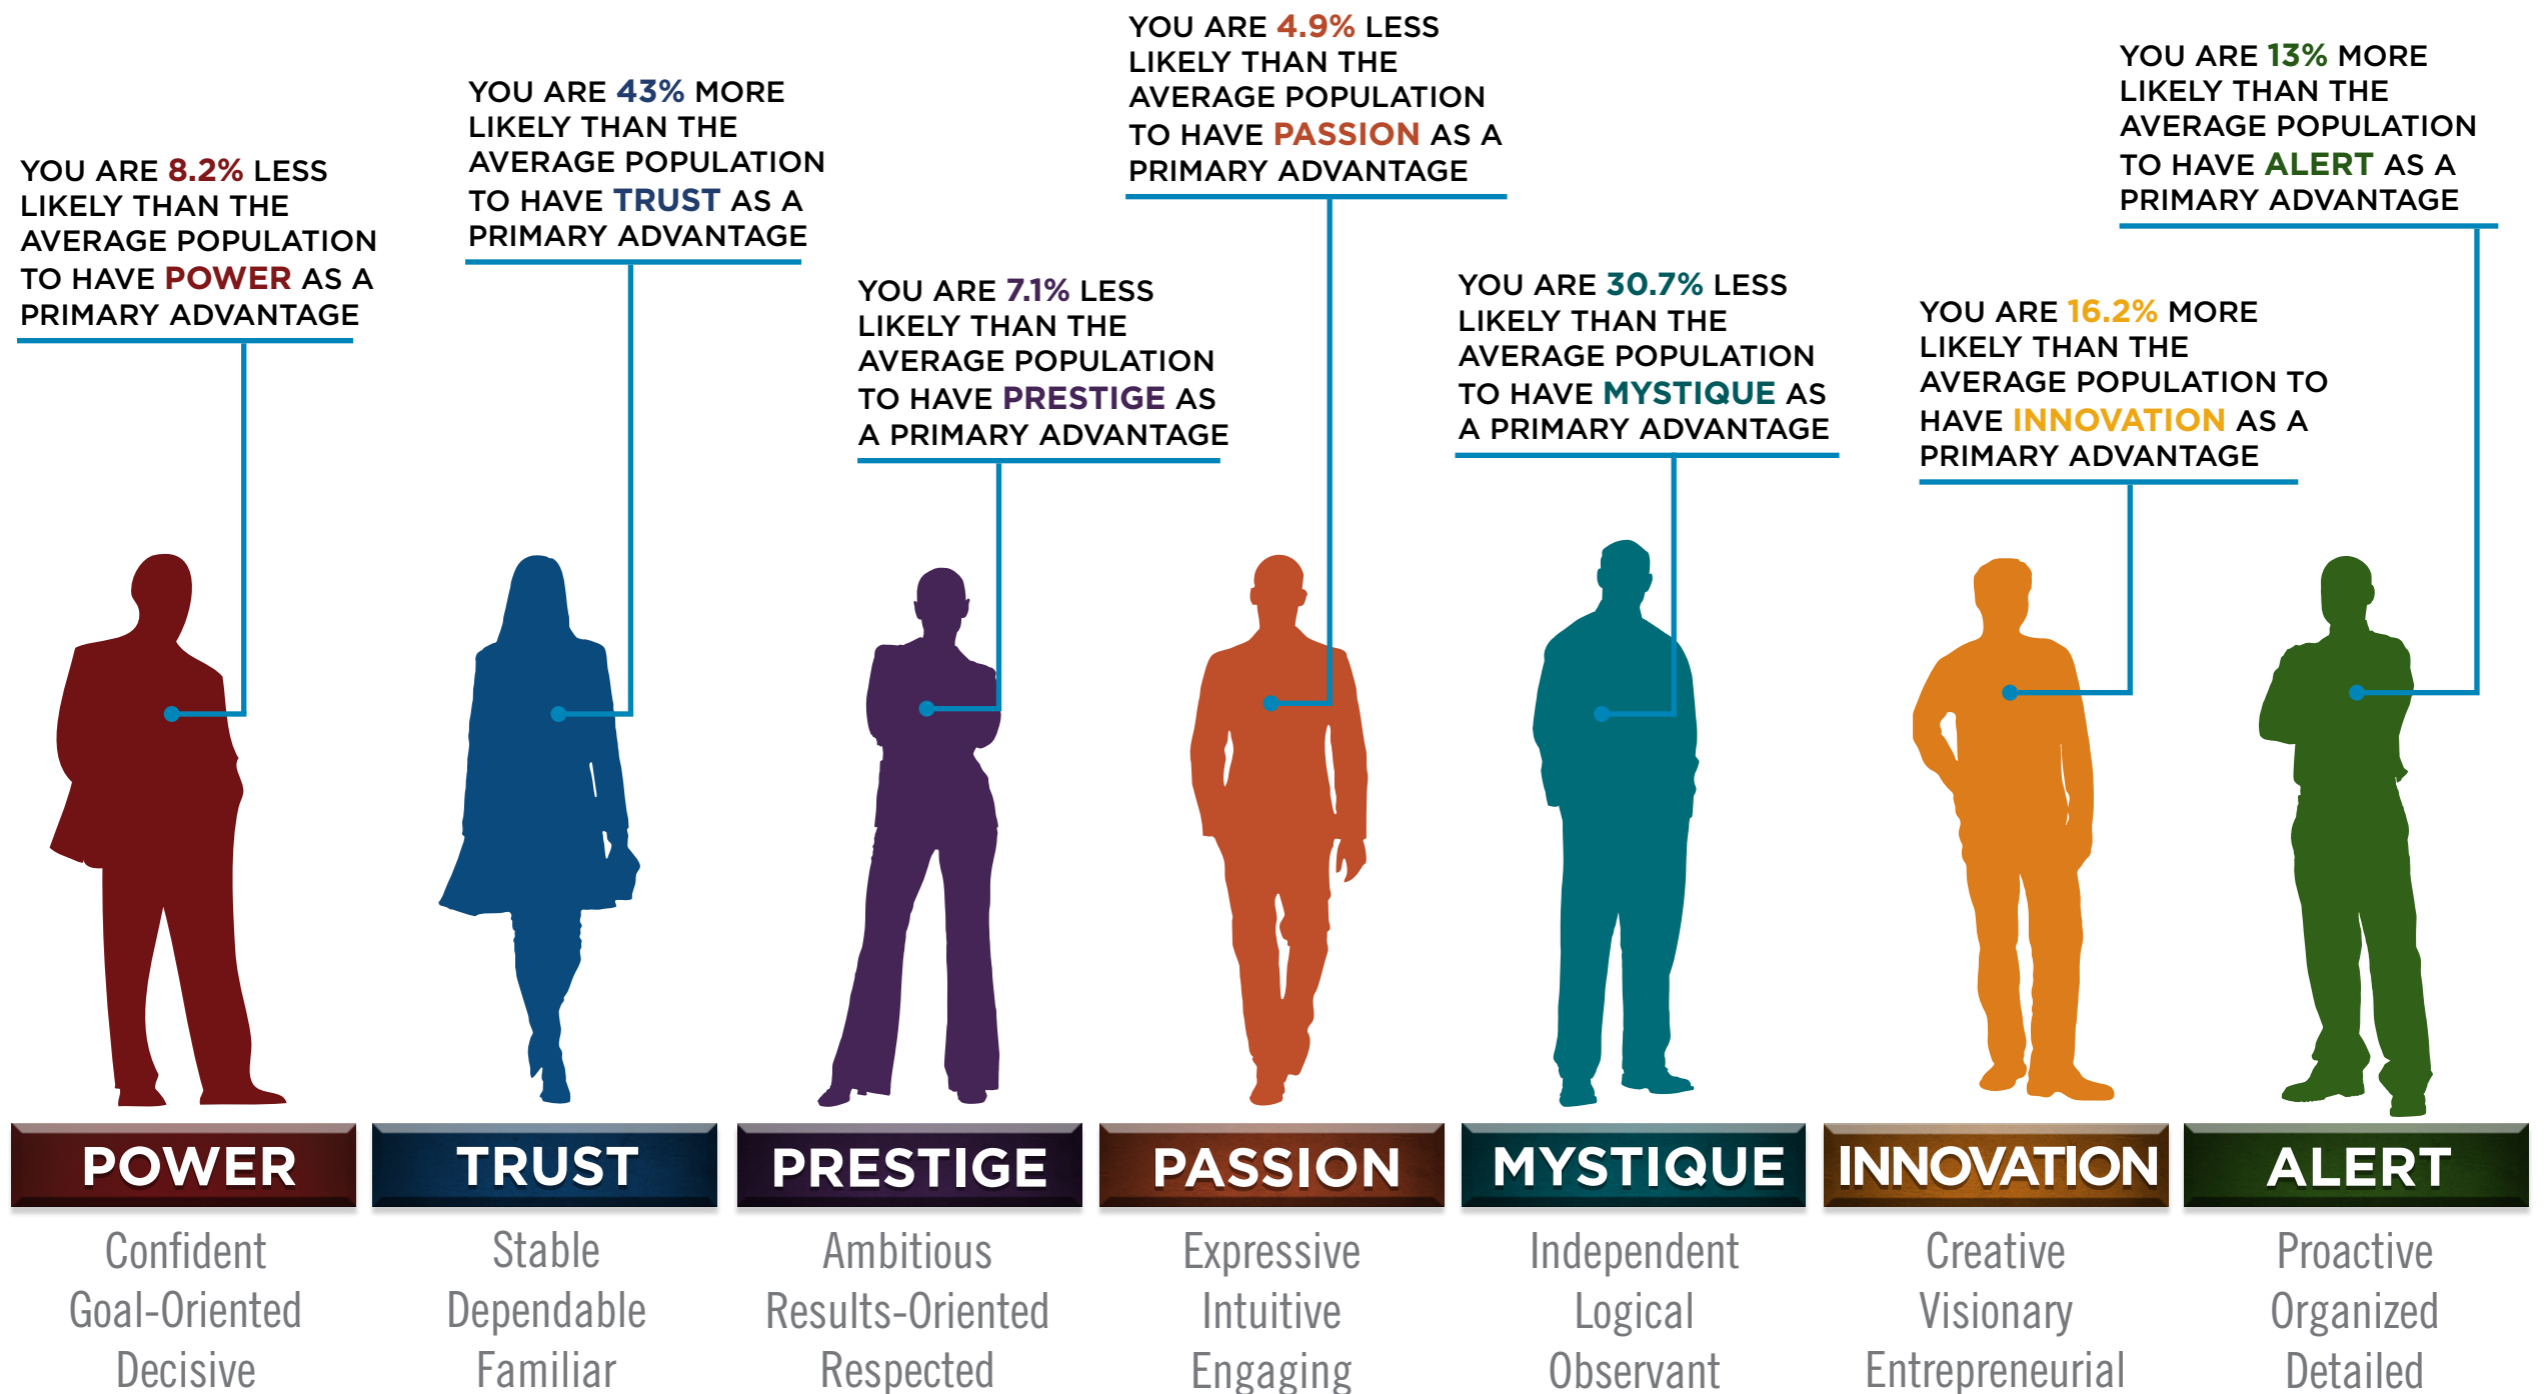 YOU ARE 8.2% LESS
LIKELY THAN THE
AVERAGE POPULATION
TO HAVE POWER AS A
PRIMARY ADVANTAGE
YOU ARE 43% MORE
LIKELY THAN THE
AVERAGE POPULATION
TO HAVE TRUST AS A
PRIMARY ADVANTAGE
YOU ARE 7.1% LESS
LIKELY THAN THE
AVERAGE POPULATION
TO HAVE PRESTIGE AS
A PRIMARY ADVANTAGE
YOU ARE 4.9% LESS
LIKELY THAN THE
AVERAGE POPULATION
TO HAVE PASSION AS A
PRIMARY ADVANTAGE
YOU ARE 30.7% LESS
LIKELY THAN THE
AVERAGE POPULATION
TO HAVE MYSTIQUE AS
A PRIMARY ADVANTAGE
YOU ARE 16.2% MORE
LIKELY THAN THE
AVERAGE POPULATION TO
HAVE INNOVATION AS A
PRIMARY ADVANTAGE
YOU ARE 13% MORE
LIKELY THAN THE
AVERAGE POPULATION
TO HAVE ALERT AS A
PRIMARY ADVANTAGE
POWER
Confident
Goal-Oriented
Decisive
TRUST
Stable
Dependable
Familiar
PRESTIGE
Ambitious
Results-Oriented
Respected
PASSION
Expressive
Intuitive
Engaging
MYSTIQUE
Independent
Logical
Observant
INNOVATION
Creative
Visionary
Entrepreneurial
ALERT
Proactive
Organized
Detailed